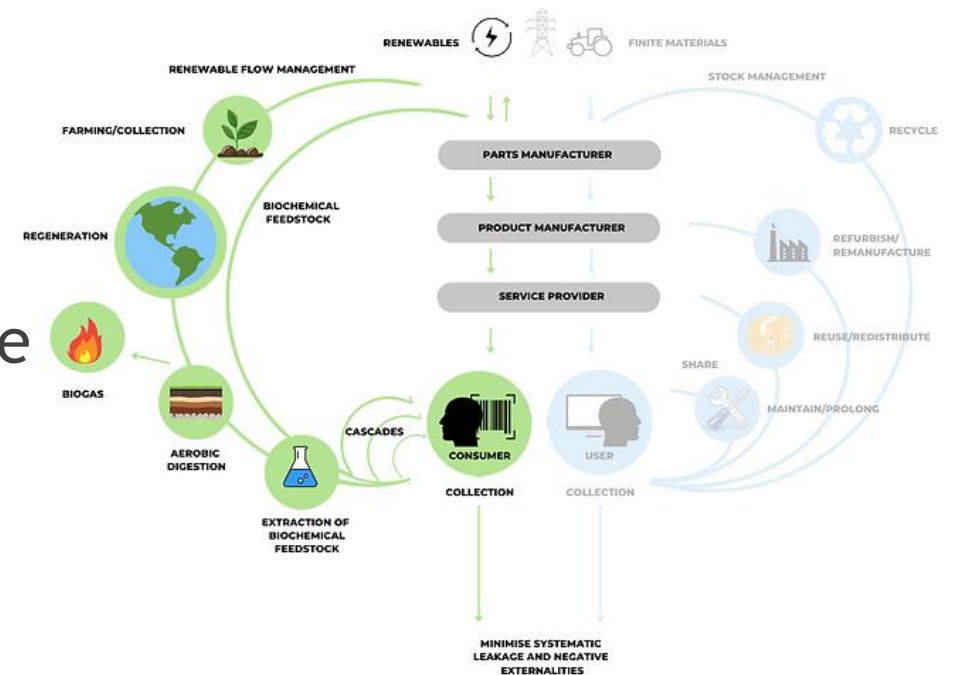 RENEWABLES
FINITE MATERIALS
RENEWABLE FLOW MANAGEMENT
STOCK MANAGEMENT
FARMING/COLLECTION
RECYCLE
PARTS MANUFACTURER
BIOCHEMICAL
FEEDSTOCK
PRODUCT MANUFACTURER
REGENERATION
REFURBISH/
REMANUFACTURE
SERVICE PROVIDER
e
REUSE/REDISTRIBUTE
SHARE
BIOGAS
MAINTAIN/PROLONG
CASCADES
CONSUMER
USER
AEROBIC
DIGESTION
COLLECTION
COLLECTION
EXTRACTION OF
BIOCHEMICAL
FEEDSTOCK
MINIMISE SYSTEMATIC
LEAKAGE AND NEGATIVE
EXTERNALITIES